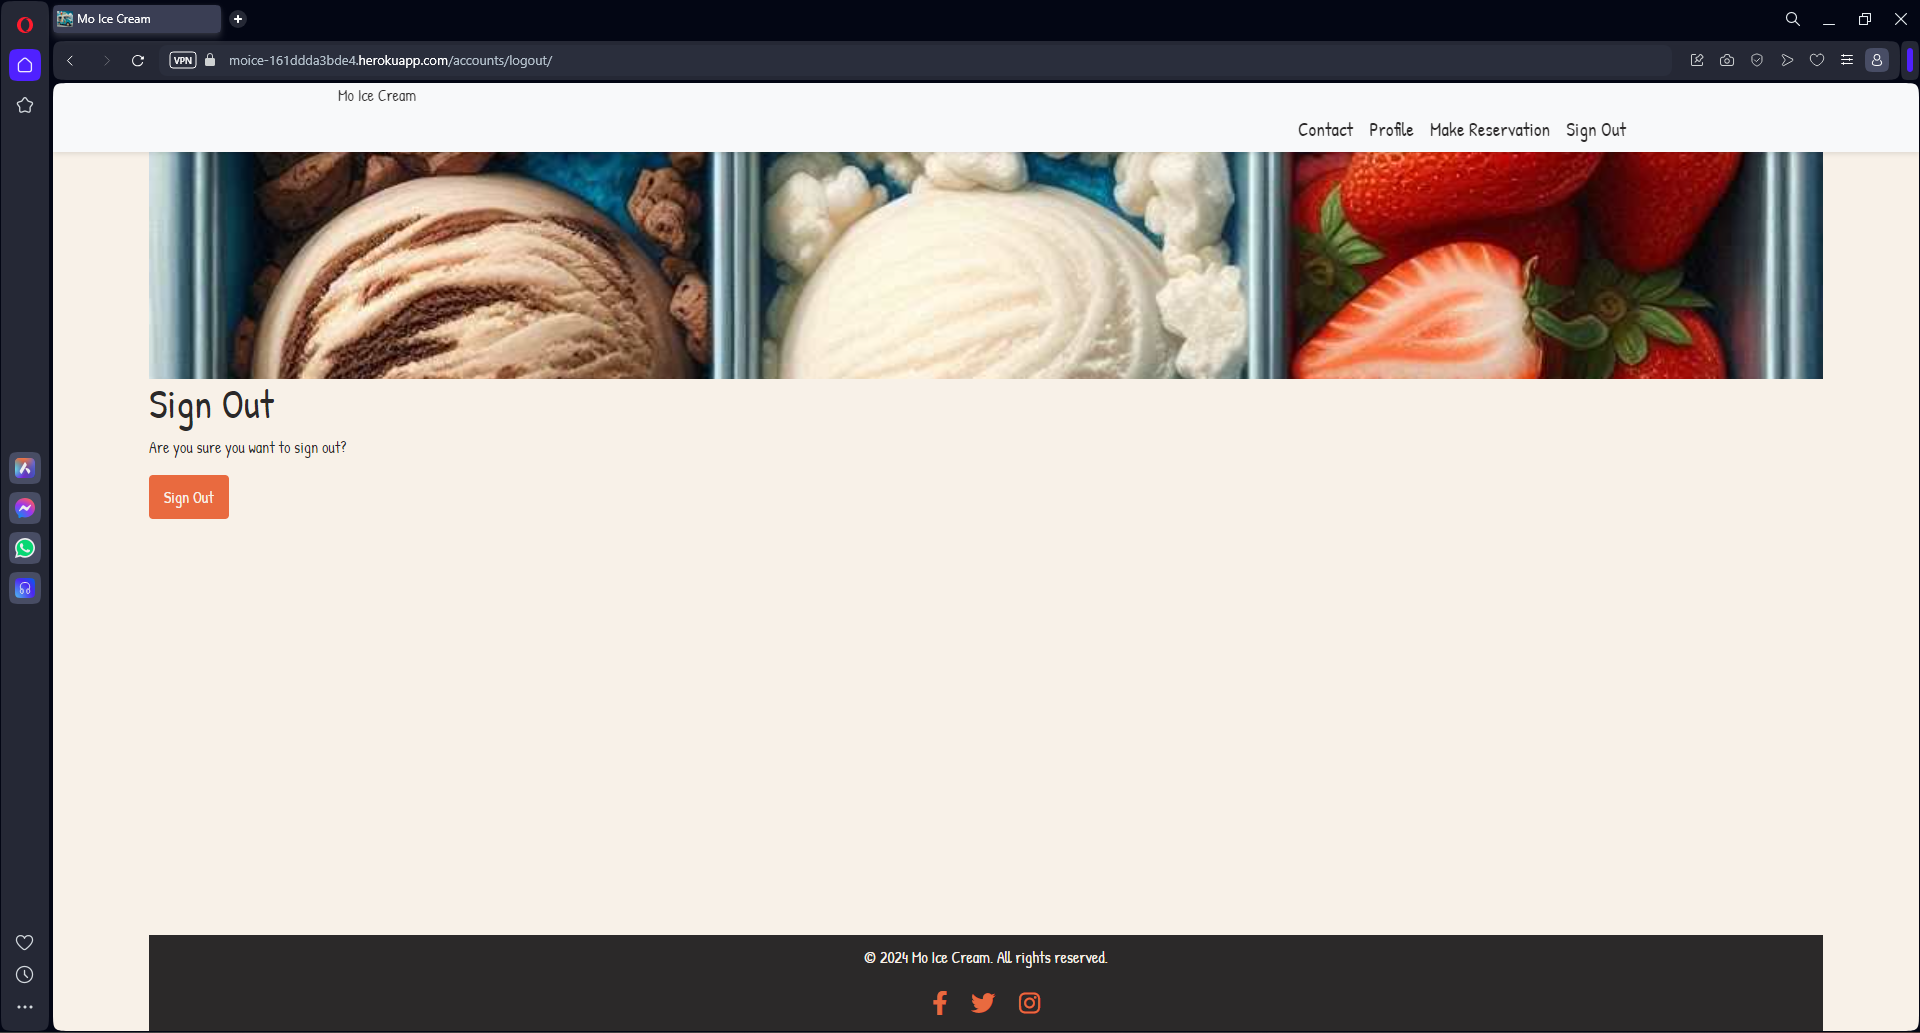 Mo Ice Cream
VPN
moice-161ddda3bde4.herokuapp.com/accounts/logout/
Mo Ice Cream
Contact Profile Make Reservation Sign Out
Sign Out
Are you sure you want to sign out?
Sign Out
© 2024 Mo Ice Cream. All rights reserved.